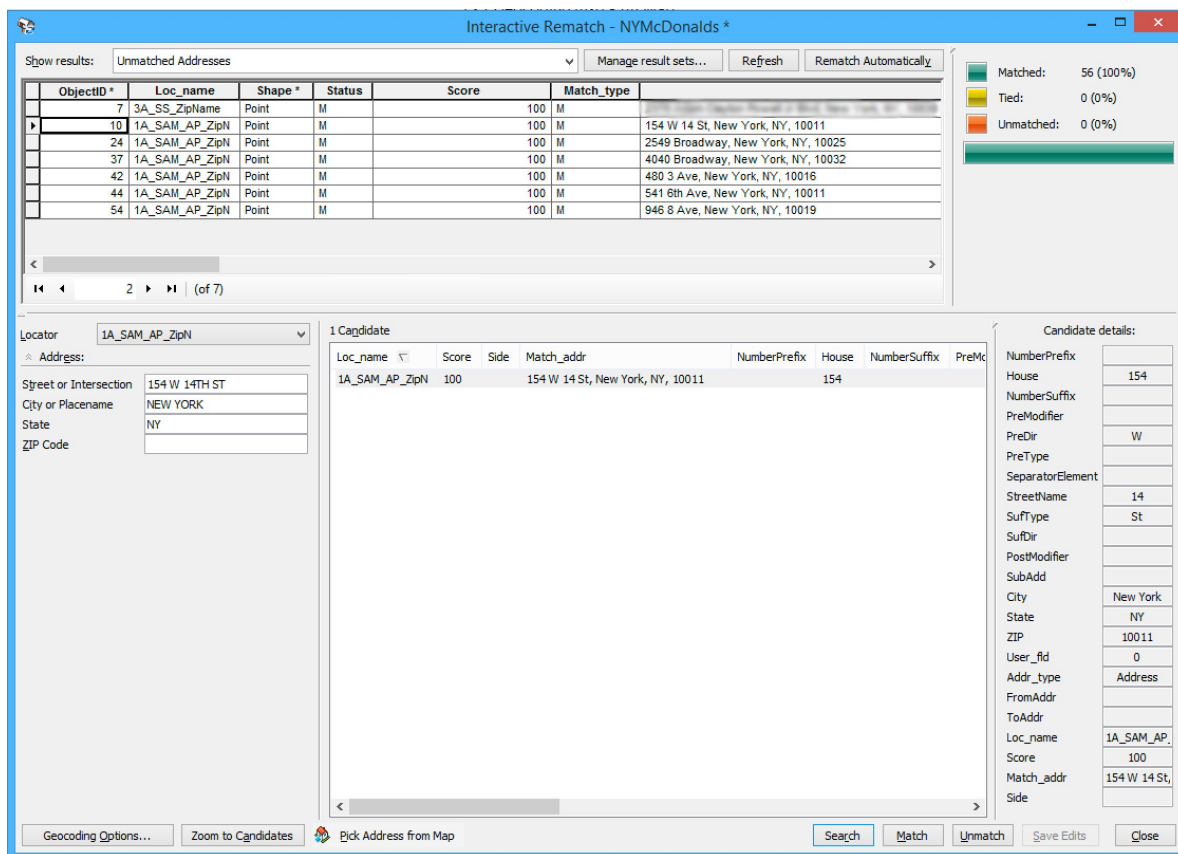 Interactive Rematch - NYMcDonalds *
Show results: Unmatched Addresses Manage result sets... Refresh Rematch Automatically
ObjectID * Loc_name Shape * Status Score Match_type
7 3A_SS_ZipName Point M 100 M
10 1A_SAM_AP_ZipN Point M 100 M 154 W 14 St, New York, NY, 10011
24 1A_SAM_AP_ZipN Point M 100 M 2549 Broadway, New York, NY, 10025
37 1A_SAM_AP_ZipN Point M 100 M 4040 Broadway, New York, NY, 10032
42 1A_SAM_AP_ZipN Point M 100 M 480 3 Ave, New York, NY, 10016
44 1A_SAM_AP_ZipN Point M 100 M 541 6th Ave, New York, NY, 10011
54 1A_SAM_AP_ZipN Point M 100 M 946 8 Ave, New York, NY, 10019
2 (of 7)
Matched: 56 (100%)
Tied: 0 (0%)
Unmatched: 0 (0%)
Locator 1A_SAM_AP_ZipN
Address:
Street or Intersection 154 W 14TH ST
City or Placename NEW YORK
State NY
ZIP Code
1 Candidate
Loc_name Score Side Match_addr NumberPrefix House NumberSuffix PreMc
1A_SAM_AP_ZipN 100 154 W 14 St, New York, NY, 10011 154
Candidate details:
NumberPrefix
House 154
NumberSuffix
PreModifier
PreDir W
PreType
SeparatorElement
StreetName 14
SufType St
SufDir
PostModifier
SubAdd
City New York
State NY
ZIP 10011
User_fld 0
Addr_type Address
FromAddr
ToAddr
Loc_name 1A_SAM_AP_
Score 100
Match_addr 154 W 14 St,
Side
Geocoding Options... Zoom to Candidates Pick Address from Map Search Match Unmatch Save Edits Close